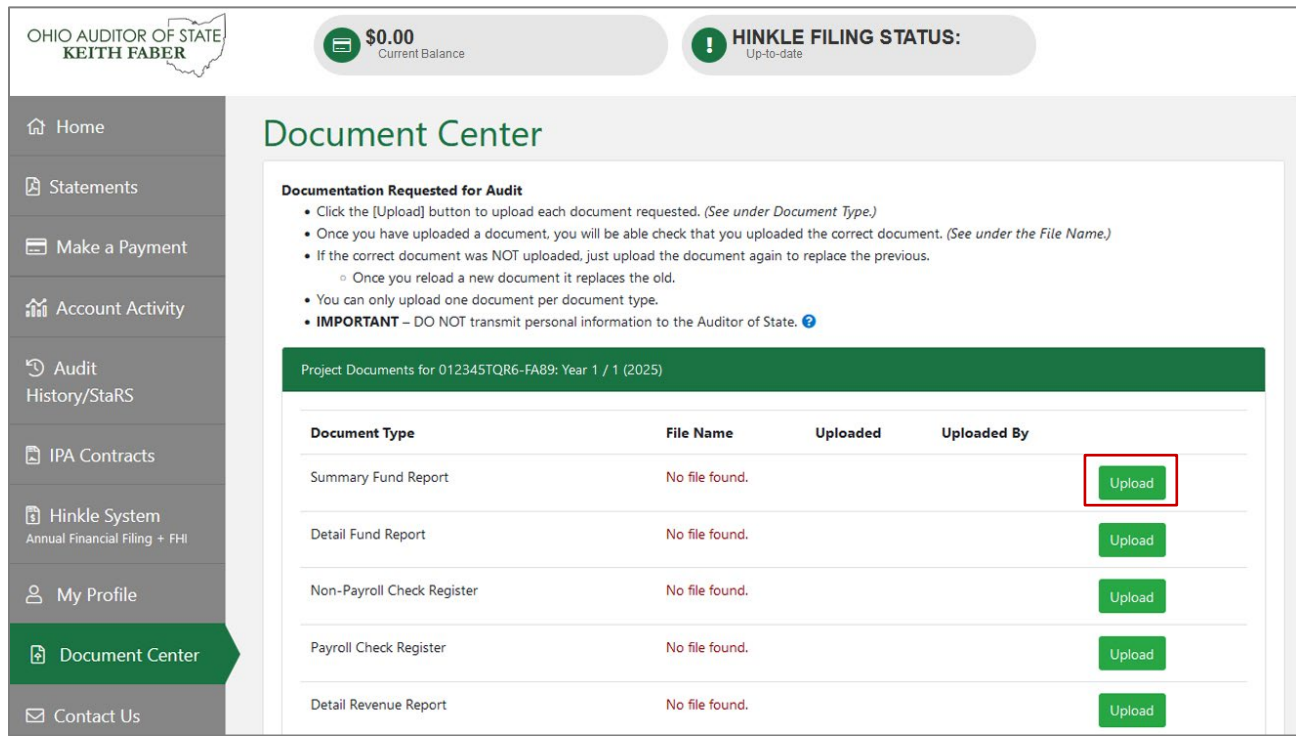 OHIO AUDITOR OF STATE
KEITH FABER
$0.00
Current Balance
HINKLE FILING STATUS:
Up-to-date
Home
Statements
Make a Payment
Account Activity
Audit
History/StaRS
IPA Contracts
Hinkle System
Annual Financial Filing + FHI
My Profile
Document Center
Contact Us
Document Center
Documentation Requested for Audit
• Click the [Upload] button to upload each document requested. (See under Document Type.)
• Once you have uploaded a document, you will be able check that you uploaded the correct document. (See under the File Name.)
• If the correct document was NOT uploaded, just upload the document again to replace the previous.
◦ Once you reload a new document it replaces the old.
• You can only upload one document per document type.
• IMPORTANT – DO NOT transmit personal information to the Auditor of State.
Project Documents for 012345TQR6-FA89: Year 1 / 1 (2025)
Document Type File Name Uploaded Uploaded By
Summary Fund Report No file found. Upload
Detail Fund Report No file found. Upload
Non-Payroll Check Register No file found. Upload
Payroll Check Register No file found. Upload
Detail Revenue Report No file found. Upload